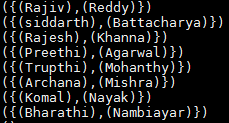 ({(Rajiv),(Reddy)})
({(siddarth),(Battacharya)})
({(Rajesh),(Khanna)})
({(Preethi),(Agarwal)})
({(Trupthi),(Mohanthy)})
({(Archana),(Mishra)})
({(Komal),(Nayak)})
({(Bharathi),(Nambiayar)})